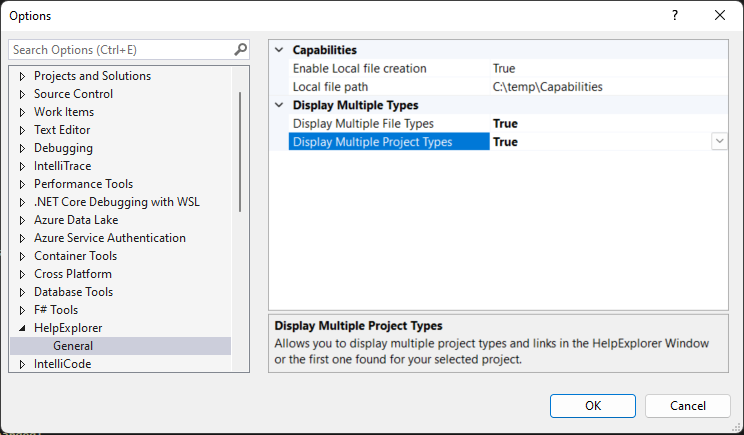 Options
?
Search Options (Ctrl+E)
Projects and Solutions
Source Control
Work Items
Text Editor
Debugging
IntelliTrace
Performance Tools
.NET Core Debugging with WSL
Azure Data Lake
Azure Service Authentication
Container Tools
Cross Platform
Database Tools
F# Tools
HelpExplorer
General
IntelliCode
Capabilities
Enable Local file creation True
Local file path C:\temp\Capabilities
Display Multiple Types
Display Multiple File Types True
Display Multiple Project Types True
Display Multiple Project Types
Allows you to display multiple project types and links in the HelpExplorer Window
or the first one found for your selected project.
OK Cancel